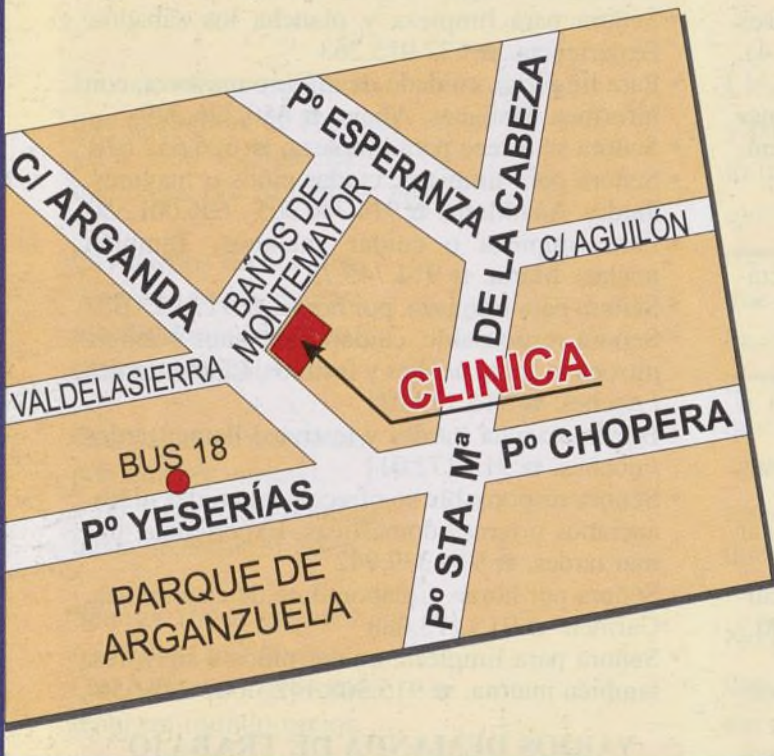 Pº ESPERANZA
C/ ARGANDA
BAÑOS DE
MONTEMAYOR
Pº STA. Mª DE LA CABEZA
C/ AGUILÓN
VALDELASIERRA
CLINICA
Pº CHOPERA
BUS 18
Pº YESERÍAS
PARQUE DE
ARGANZUELA